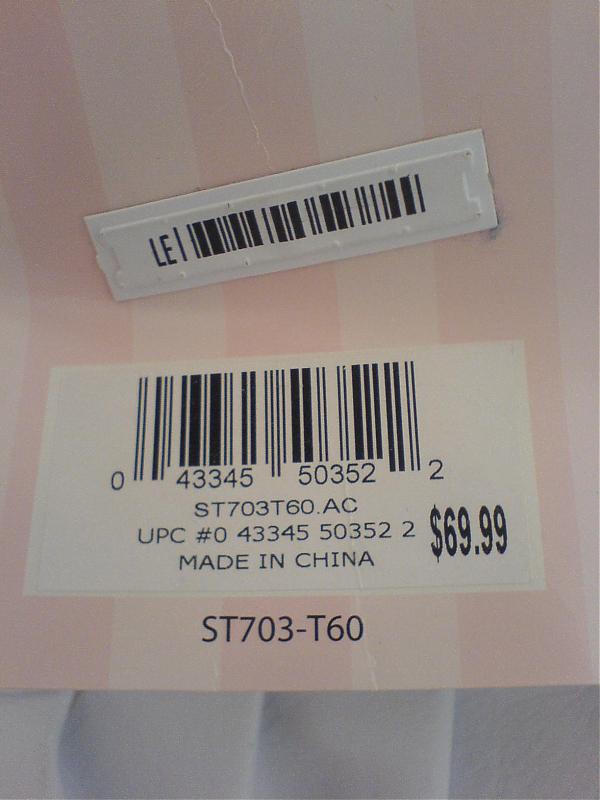 LE
0 43345 50352 2
ST703T60.AC
UPC #0 43345 50352 2
$69.99
MADE IN CHINA
ST703-T60